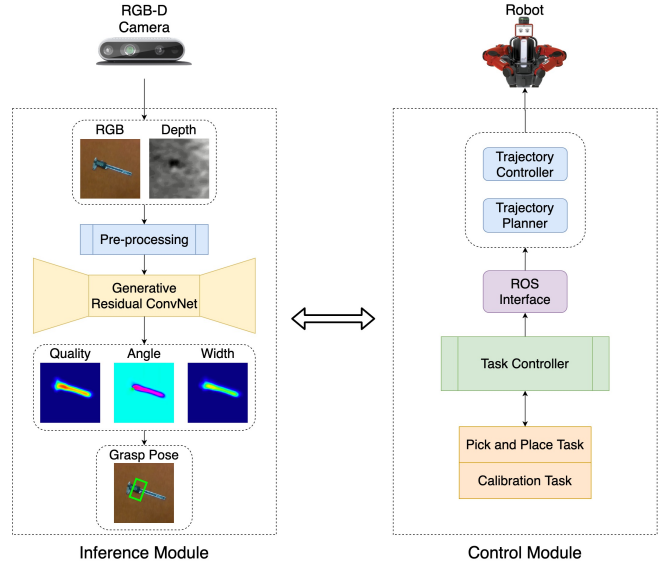 RGB-D
Camera
RGB
Depth
Pre-processing
Generative
Residual ConvNet
Quality
Angle
Width
Grasp Pose
Inference Module
Robot
Trajectory
Controller
Trajectory
Planner
ROS
Interface
Task Controller
Pick and Place Task
Calibration Task
Control Module